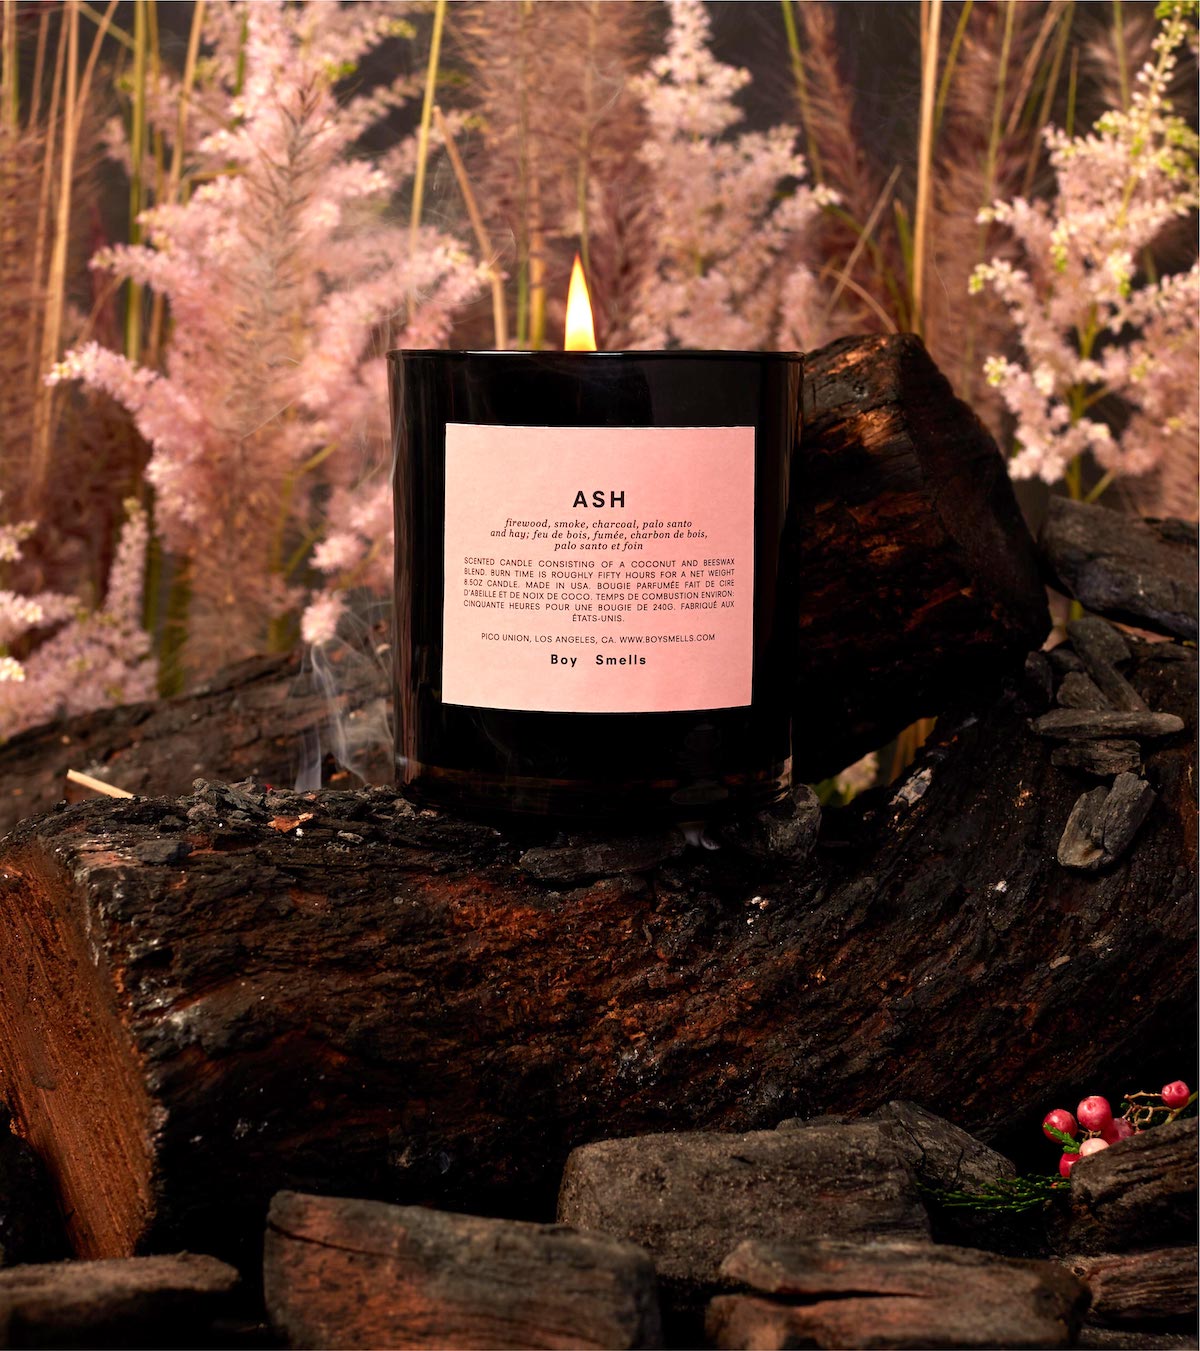 ASH
firewood, smoke, charcoal, palo santo
and hay; feu de bois, fumée, charbon de bois,
palo santo et foin
SCENTED CANDLE CONSISTING OF A COCONUT AND BEESWAX
BLEND. BURN TIME IS ROUGHLY FIFTY HOURS FOR A NET WEIGHT
8.5OZ CANDLE. MADE IN USA. BOUGIE PARFUMÉE FAIT DE CIRE
D'ABEILLE ET DE NOIX DE COCO. TEMPS DE COMBUSTION ENVIRON:
CINQUANTE HEURES POUR UNE BOUGIE DE 240G. FABRIQUÉ AUX
ÉTATS-UNIS.
PICO UNION, LOS ANGELES, CA. WWW.BOYSMELLS.COM
Boy Smells